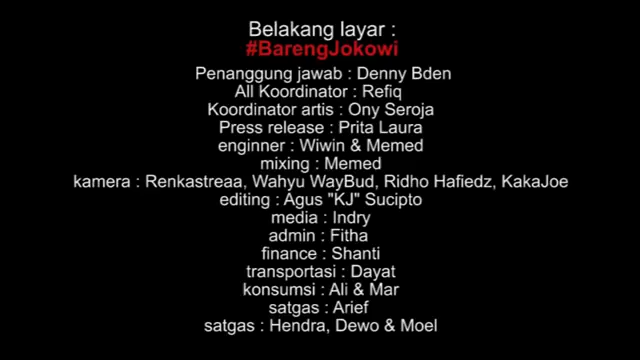 Belakang layar :
#BarengJokowi
Penanggung jawab : Denny Bden
All Koordinator : Refiq
Koordinator artis : Ony Seroja
Press release : Prita Laura
enginner : Wiwin & Memed
mixing : Memed
kamera : Renkastreaa, Wahyu WayBud, Ridho Hafiedz, KakaJoe
editing : Agus "KJ" Sucipto
media : Indry
admin : Fitha
finance : Shanti
transportasi : Dayat
konsumsi : Ali & Mar
satgas : Arief
satgas : Hendra, Dewo & Moel